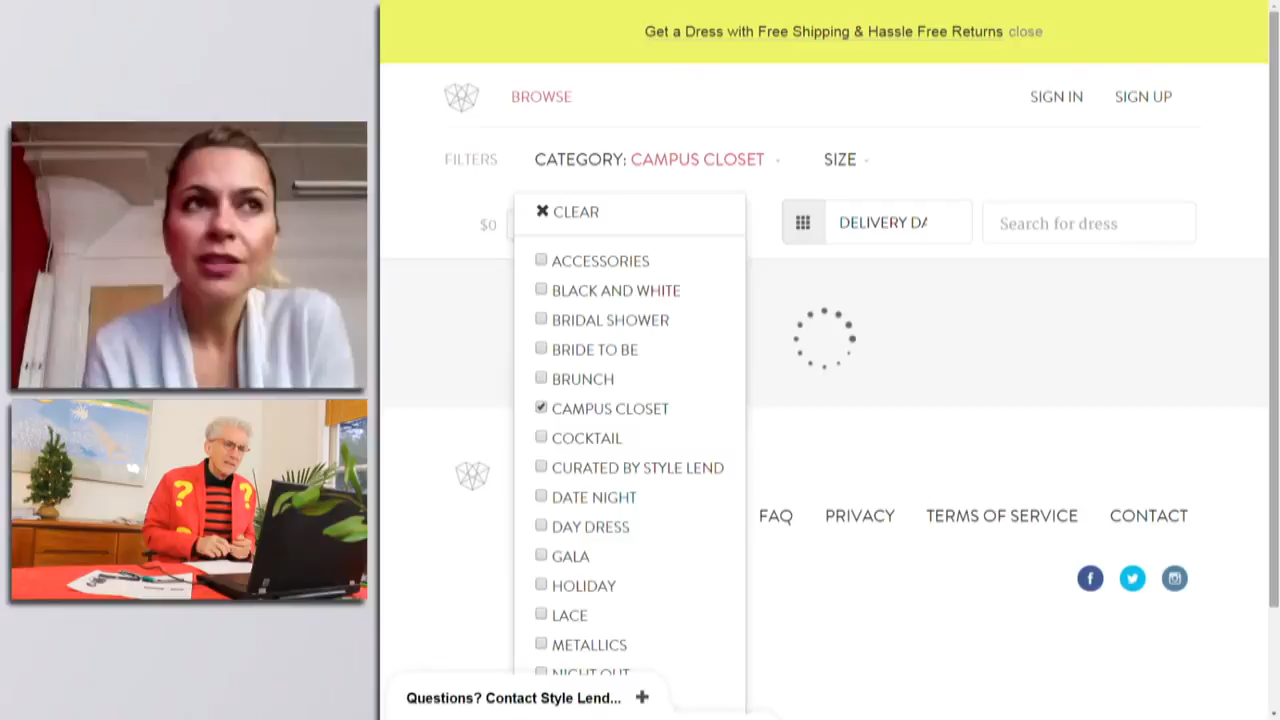 Get a Dress with Free Shipping & Hassle Free Returns close
BROWSE
SIGN IN
SIGN UP
FILTERS
CATEGORY: CAMPUS CLOSET
SIZE
$0
DELIVERY DA
Search for dress
✖ CLEAR
ACCESSORIES
BLACK AND WHITE
BRIDAL SHOWER
BRIDE TO BE
BRUNCH
CAMPUS CLOSET
COCKTAIL
CURATED BY STYLE LEND
DATE NIGHT
DAY DRESS
GALA
HOLIDAY
LACE
METALLICS
NIGHT OUT
FAQ
PRIVACY
TERMS OF SERVICE
CONTACT
Questions? Contact Style Lend... +
? ?